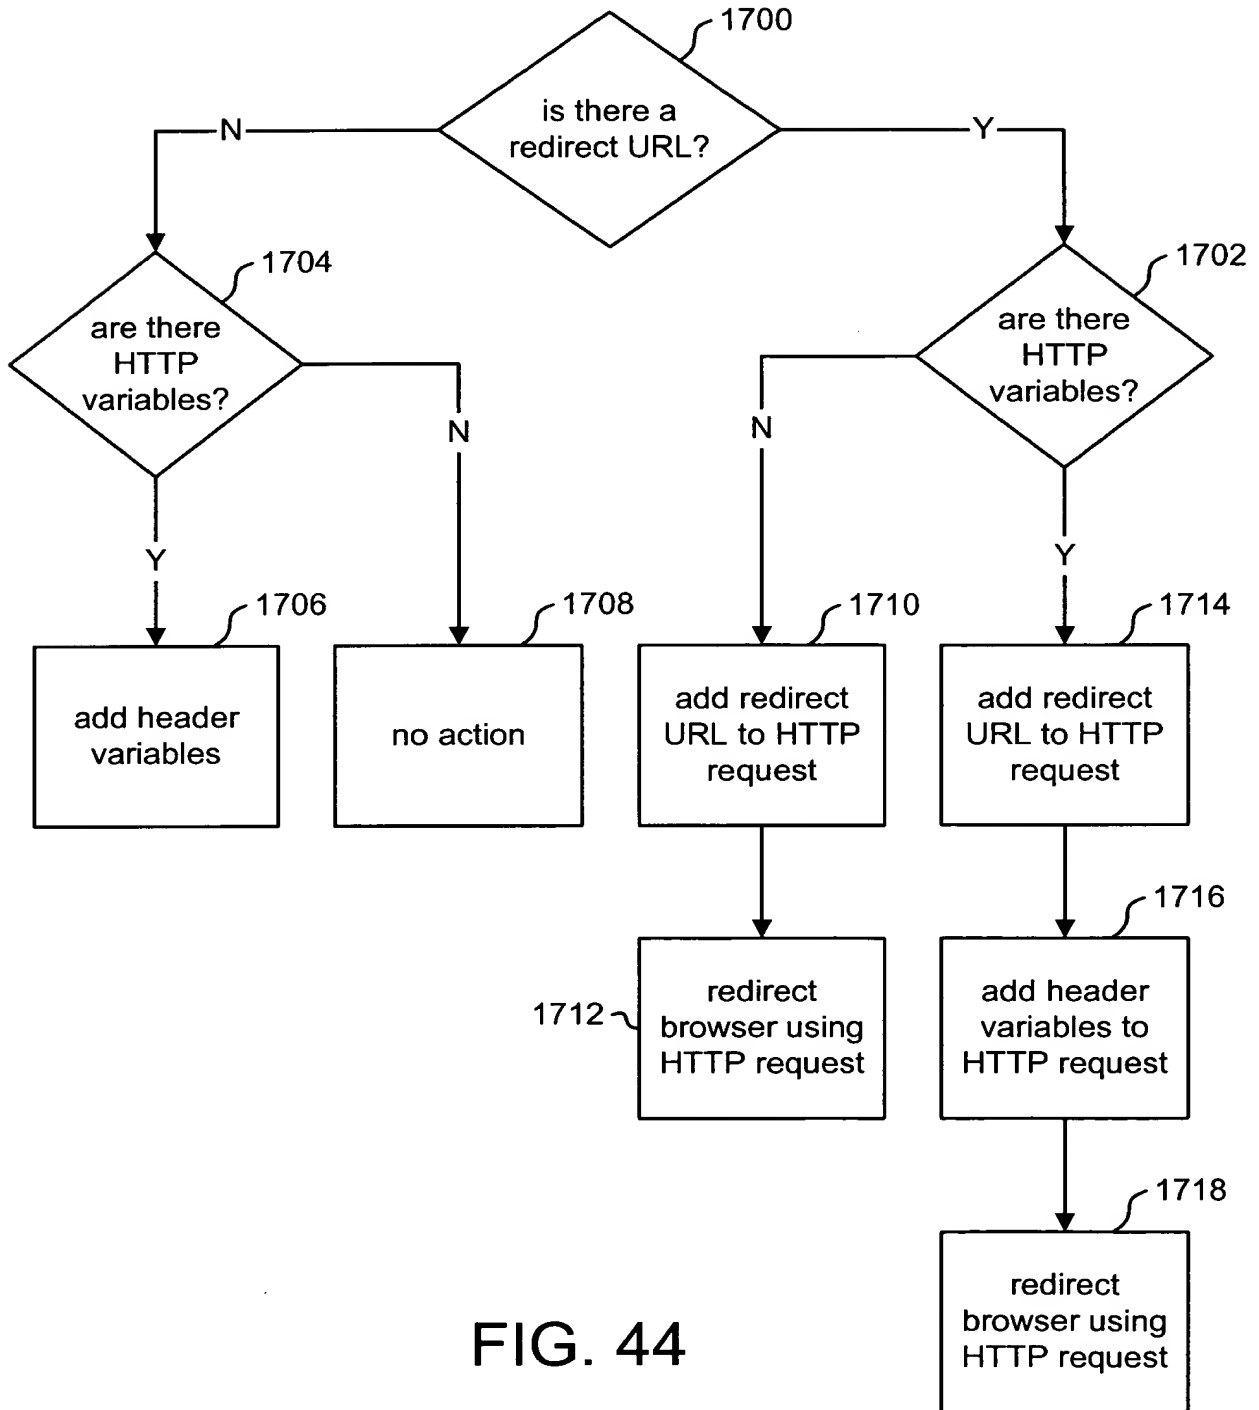 1700
is there a
redirect URL?
N
Y
1704
are there
HTTP
variables?
1702
are there
HTTP
variables?
N
Y
N
Y
1706
add header
variables
1708
no action
1710
add redirect
URL to HTTP
request
1714
add redirect
URL to HTTP
request
1712
redirect
browser using
HTTP request
1716
add header
variables to
HTTP request
1718
redirect
browser using
HTTP request
FIG. 44